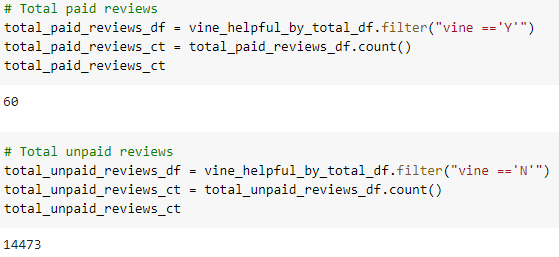 # Total paid reviews
total_paid_reviews_df = vine_helpful_by_total_df.filter("vine =='Y'")
total_paid_reviews_ct = total_paid_reviews_df.count()
total_paid_reviews_ct
60
# Total unpaid reviews
total_unpaid_reviews_df = vine_helpful_by_total_df.filter("vine =='N'")
total_unpaid_reviews_ct = total_unpaid_reviews_df.count()
total_unpaid_reviews_ct
14473